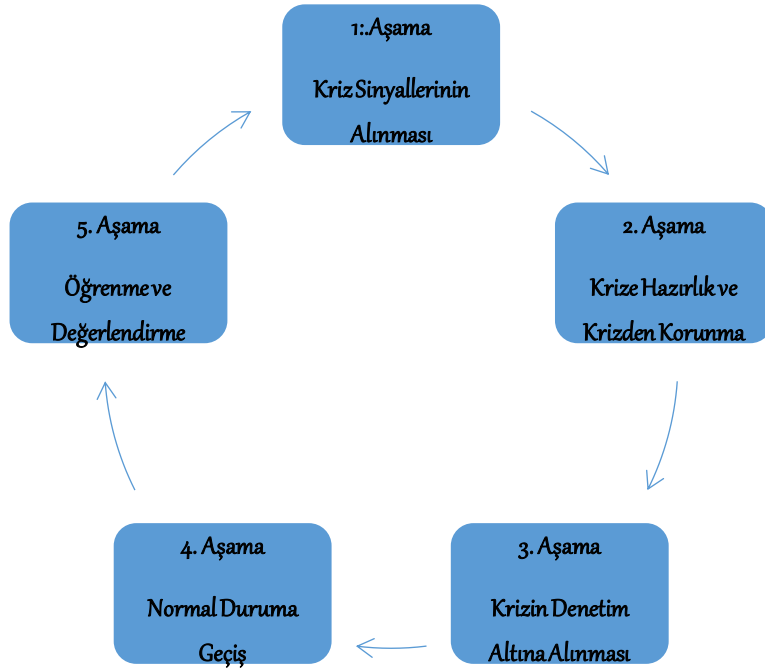 1:.Aşama
Kriz Sinyallerinin
Alınması
2. Aşama
Krize Hazırlık ve
Krizden Korunma
3. Aşama
Krizin Denetim
Altına Alınması
4. Aşama
Normal Duruma
Geçiş
5. Aşama
Öğrenme ve
Değerlendirme